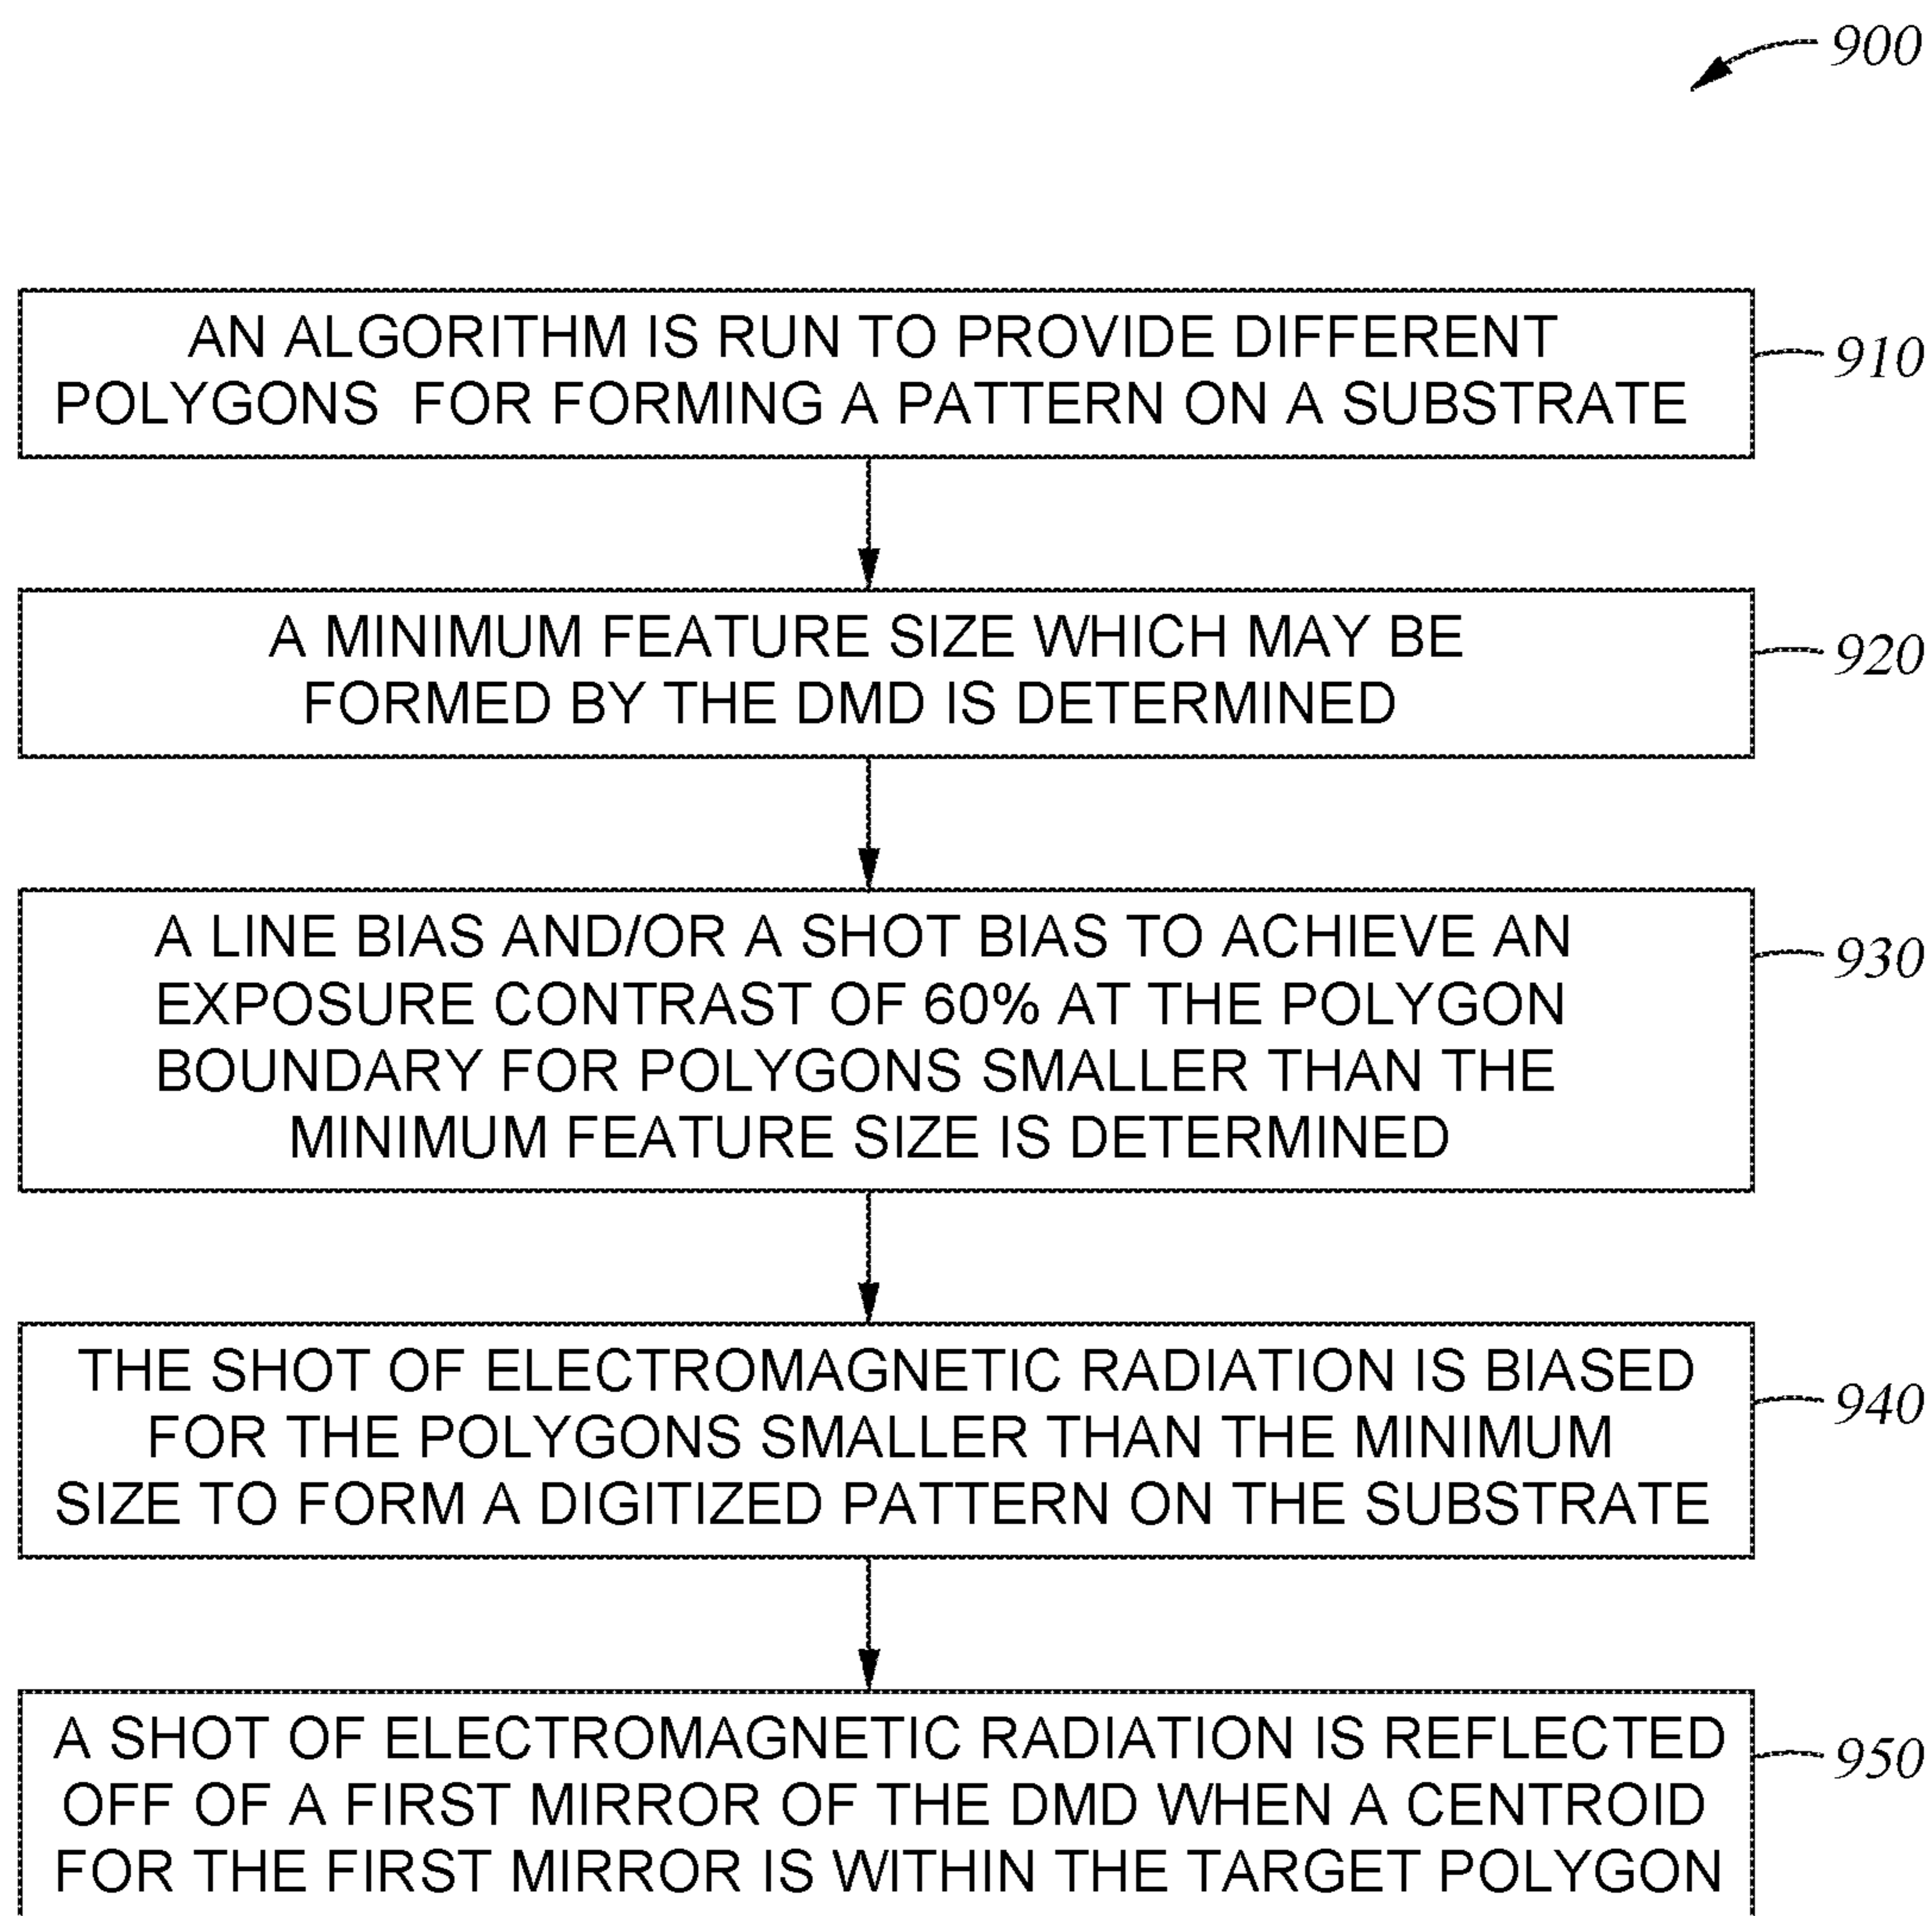 900
AN ALGORITHM IS RUN TO PROVIDE DIFFERENT
POLYGONS FOR FORMING A PATTERN ON A SUBSTRATE
910
A MINIMUM FEATURE SIZE WHICH MAY BE
FORMED BY THE DMD IS DETERMINED
920
A LINE BIAS AND/OR A SHOT BIAS TO ACHIEVE AN
EXPOSURE CONTRAST OF 60% AT THE POLYGON
BOUNDARY FOR POLYGONS SMALLER THAN THE
MINIMUM FEATURE SIZE IS DETERMINED
930
THE SHOT OF ELECTROMAGNETIC RADIATION IS BIASED
FOR THE POLYGONS SMALLER THAN THE MINIMUM
SIZE TO FORM A DIGITIZED PATTERN ON THE SUBSTRATE
940
A SHOT OF ELECTROMAGNETIC RADIATION IS REFLECTED
OFF OF A FIRST MIRROR OF THE DMD WHEN A CENTROID
FOR THE FIRST MIRROR IS WITHIN THE TARGET POLYGON
950